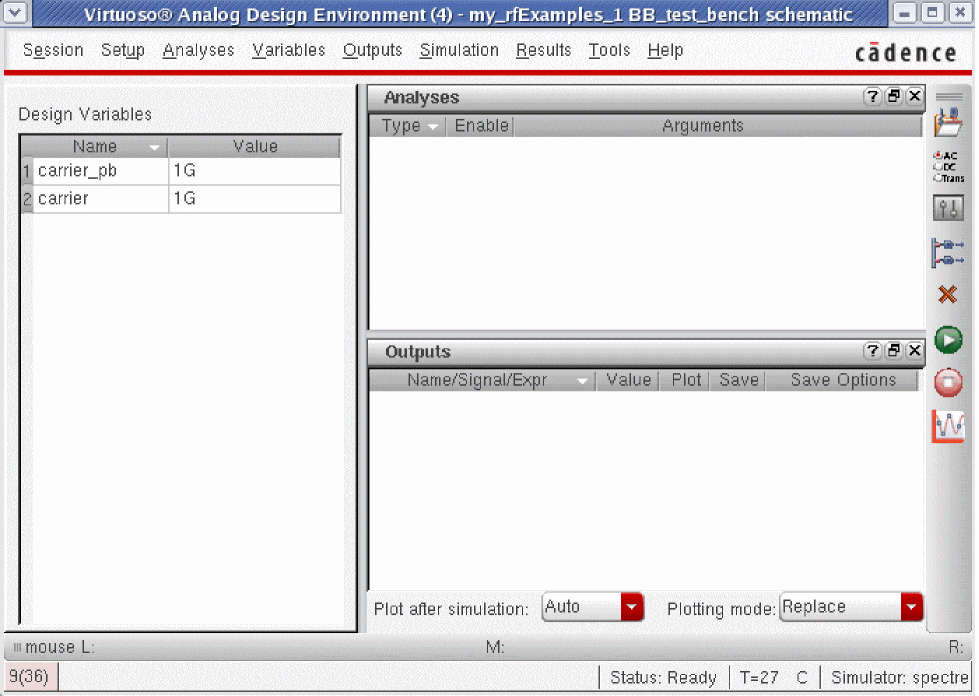 Virtuoso® Analog Design Environment (4) - my_rfExamples_1 BB_test_bench schematic
Session Setup Analyses Variables Outputs Simulation Results Tools Help
cādence
Design Variables
Name Value
1 carrier_pb 1G
2 carrier 1G
Analyses
Type Enable Arguments
AC
DC
Trans
Outputs
Name/Signal/Expr Value Plot Save Save Options
Plot after simulation: Auto Plotting mode: Replace
mouse L: M: R:
9(36) Status: Ready T=27 C Simulator: spectre